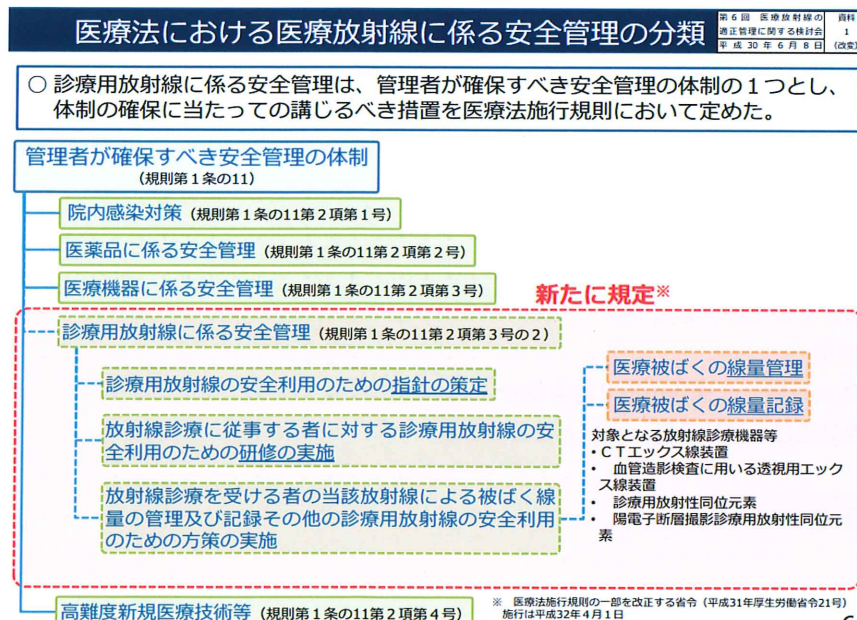 医療法における医療放射線に係る安全管理の分類
第6回 医療放射線の
適正管理に関する検討会
平成30年6月8日
資料
1
(改変)
○ 診療用放射線に係る安全管理は、管理者が確保すべき安全管理の体制の1つとし、
体制の確保に当たっての講じるべき措置を医療法施行規則において定めた。
管理者が確保すべき安全管理の体制
(規則第1条の11)
院内感染対策 (規則第1条の11第2項第1号)
医薬品に係る安全管理 (規則第1条の11第2項第2号)
医療機器に係る安全管理 (規則第1条の11第2項第3号)
新たに規定※
診療用放射線に係る安全管理 (規則第1条の11第2項第3号の2)
診療用放射線の安全利用のための指針の策定
放射線診療に従事する者に対する診療用放射線の安
全利用のための研修の実施
放射線診療を受ける者の当該放射線による被ばく線
量の管理及び記録その他の診療用放射線の安全利用
のための方策の実施
医療被ばくの線量管理
医療被ばくの線量記録
対象となる放射線診療機器等
・CTエックス線装置
・ 血管造影検査に用いる透視用エック
ス線装置
・ 診療用放射性同位元素
・ 陽電子断層撮影診療用放射性同位元
素
高難度新規医療技術等 (規則第1条の11第2項第4号)
※ 医療法施行規則の一部を改正する省令(平成31年厚生労働省令21号)
施行は平成32年4月1日